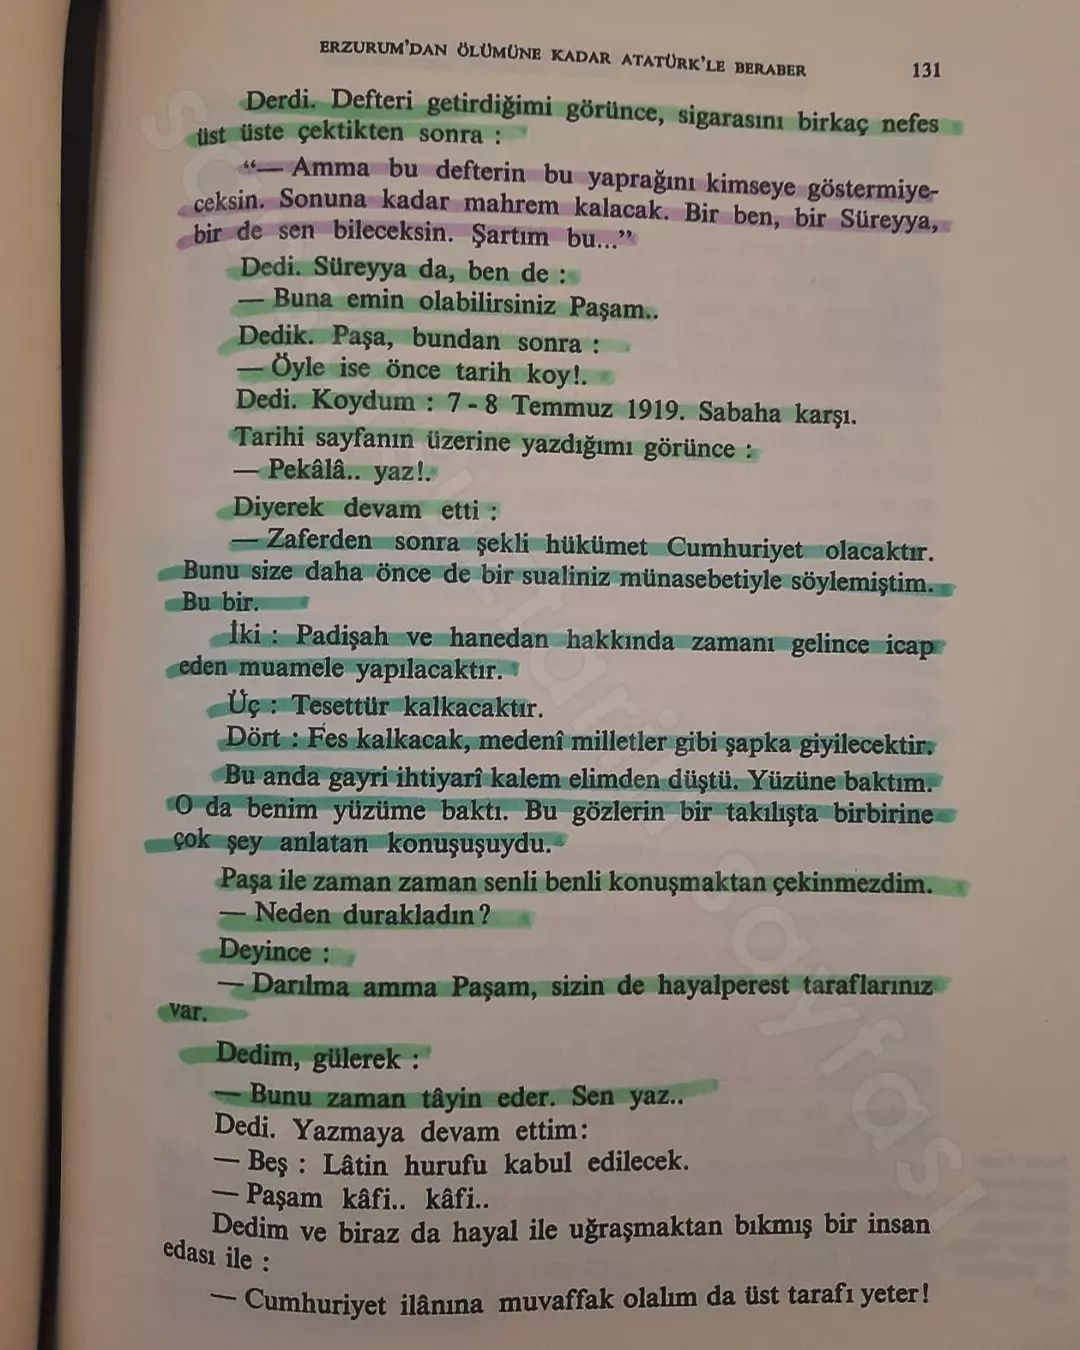 ERZURUM'DAN ÖLÜMÜNE KADAR ATATÜRK'LE BERABER 131
Derdi. Defteri getirdiğimi görünce, sigarasını birkaç nefes
üst üste çektikten sonra :
“— Amma bu defterin bu yaprağını kimseye göstermiye-
ceksin. Sonuna kadar mahrem kalacak. Bir ben, bir Süreyya,
bir de sen bileceksin. Şartım bu...”
Dedi. Süreyya da, ben de :
— Buna emin olabilirsiniz Paşam..
Dedik. Paşa, bundan sonra :
— Öyle ise önce tarih koy!.
Dedi. Koydum : 7 - 8 Temmuz 1919. Sabaha karşı.
Tarihi sayfanın üzerine yazdığımı görünce :
— Pekâlâ.. yaz!.
Diyerek devam etti :
— Zaferden sonra şekli hükümet Cumhuriyet olacaktır.
Bunu size daha önce de bir sualiniz münasebetiyle söylemiştim.
Bu bir.
İki : Padişah ve hanedan hakkında zamanı gelince icap
eden muamele yapılacaktır.
Üç : Tesettür kalkacaktır.
Dört : Fes kalkacak, medenî milletler gibi şapka giyilecektir.
Bu anda gayri ihtiyarî kalem elimden düştü. Yüzüne baktım.
O da benim yüzüme baktı. Bu gözlerin bir takılışta birbirine
çok şey anlatan konuşuşuydu.
Paşa ile zaman zaman senli benli konuşmaktan çekinmezdim.
— Neden durakladın?
Deyince :
— Darılma amma Paşam, sizin de hayalperest taraflarınız
var.
Dedim, gülerek :
— Bunu zaman tâyin eder. Sen yaz..
Dedi. Yazmaya devam ettim:
— Beş : Lâtin hurufu kabul edilecek.
— Paşam kâfi.. kâfi..
Dedim ve biraz da hayal ile uğraşmaktan bıkmış bir insan
edası ile :
— Cumhuriyet ilânına muvaffak olalım da üst tarafı yeter!